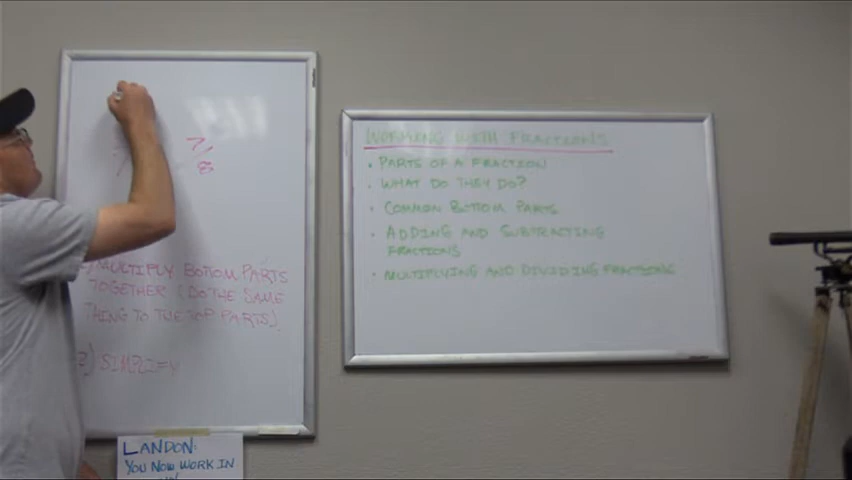 7/8
) MULTIPLY BOTTOM PARTS
TOGETHER (DO THE SAME
THING TO THE TOP PARTS)
2) SIMPLIFY
LANDON:
YOU NOW WORK IN
WORKING WITH FRACTIONS
• PARTS OF A FRACTION
• WHAT DO THEY DO?
• COMMON BOTTOM PARTS
• ADDING AND SUBTRACTING
FRACTIONS
• MULTIPLYING AND DIVIDING FRACTIONS